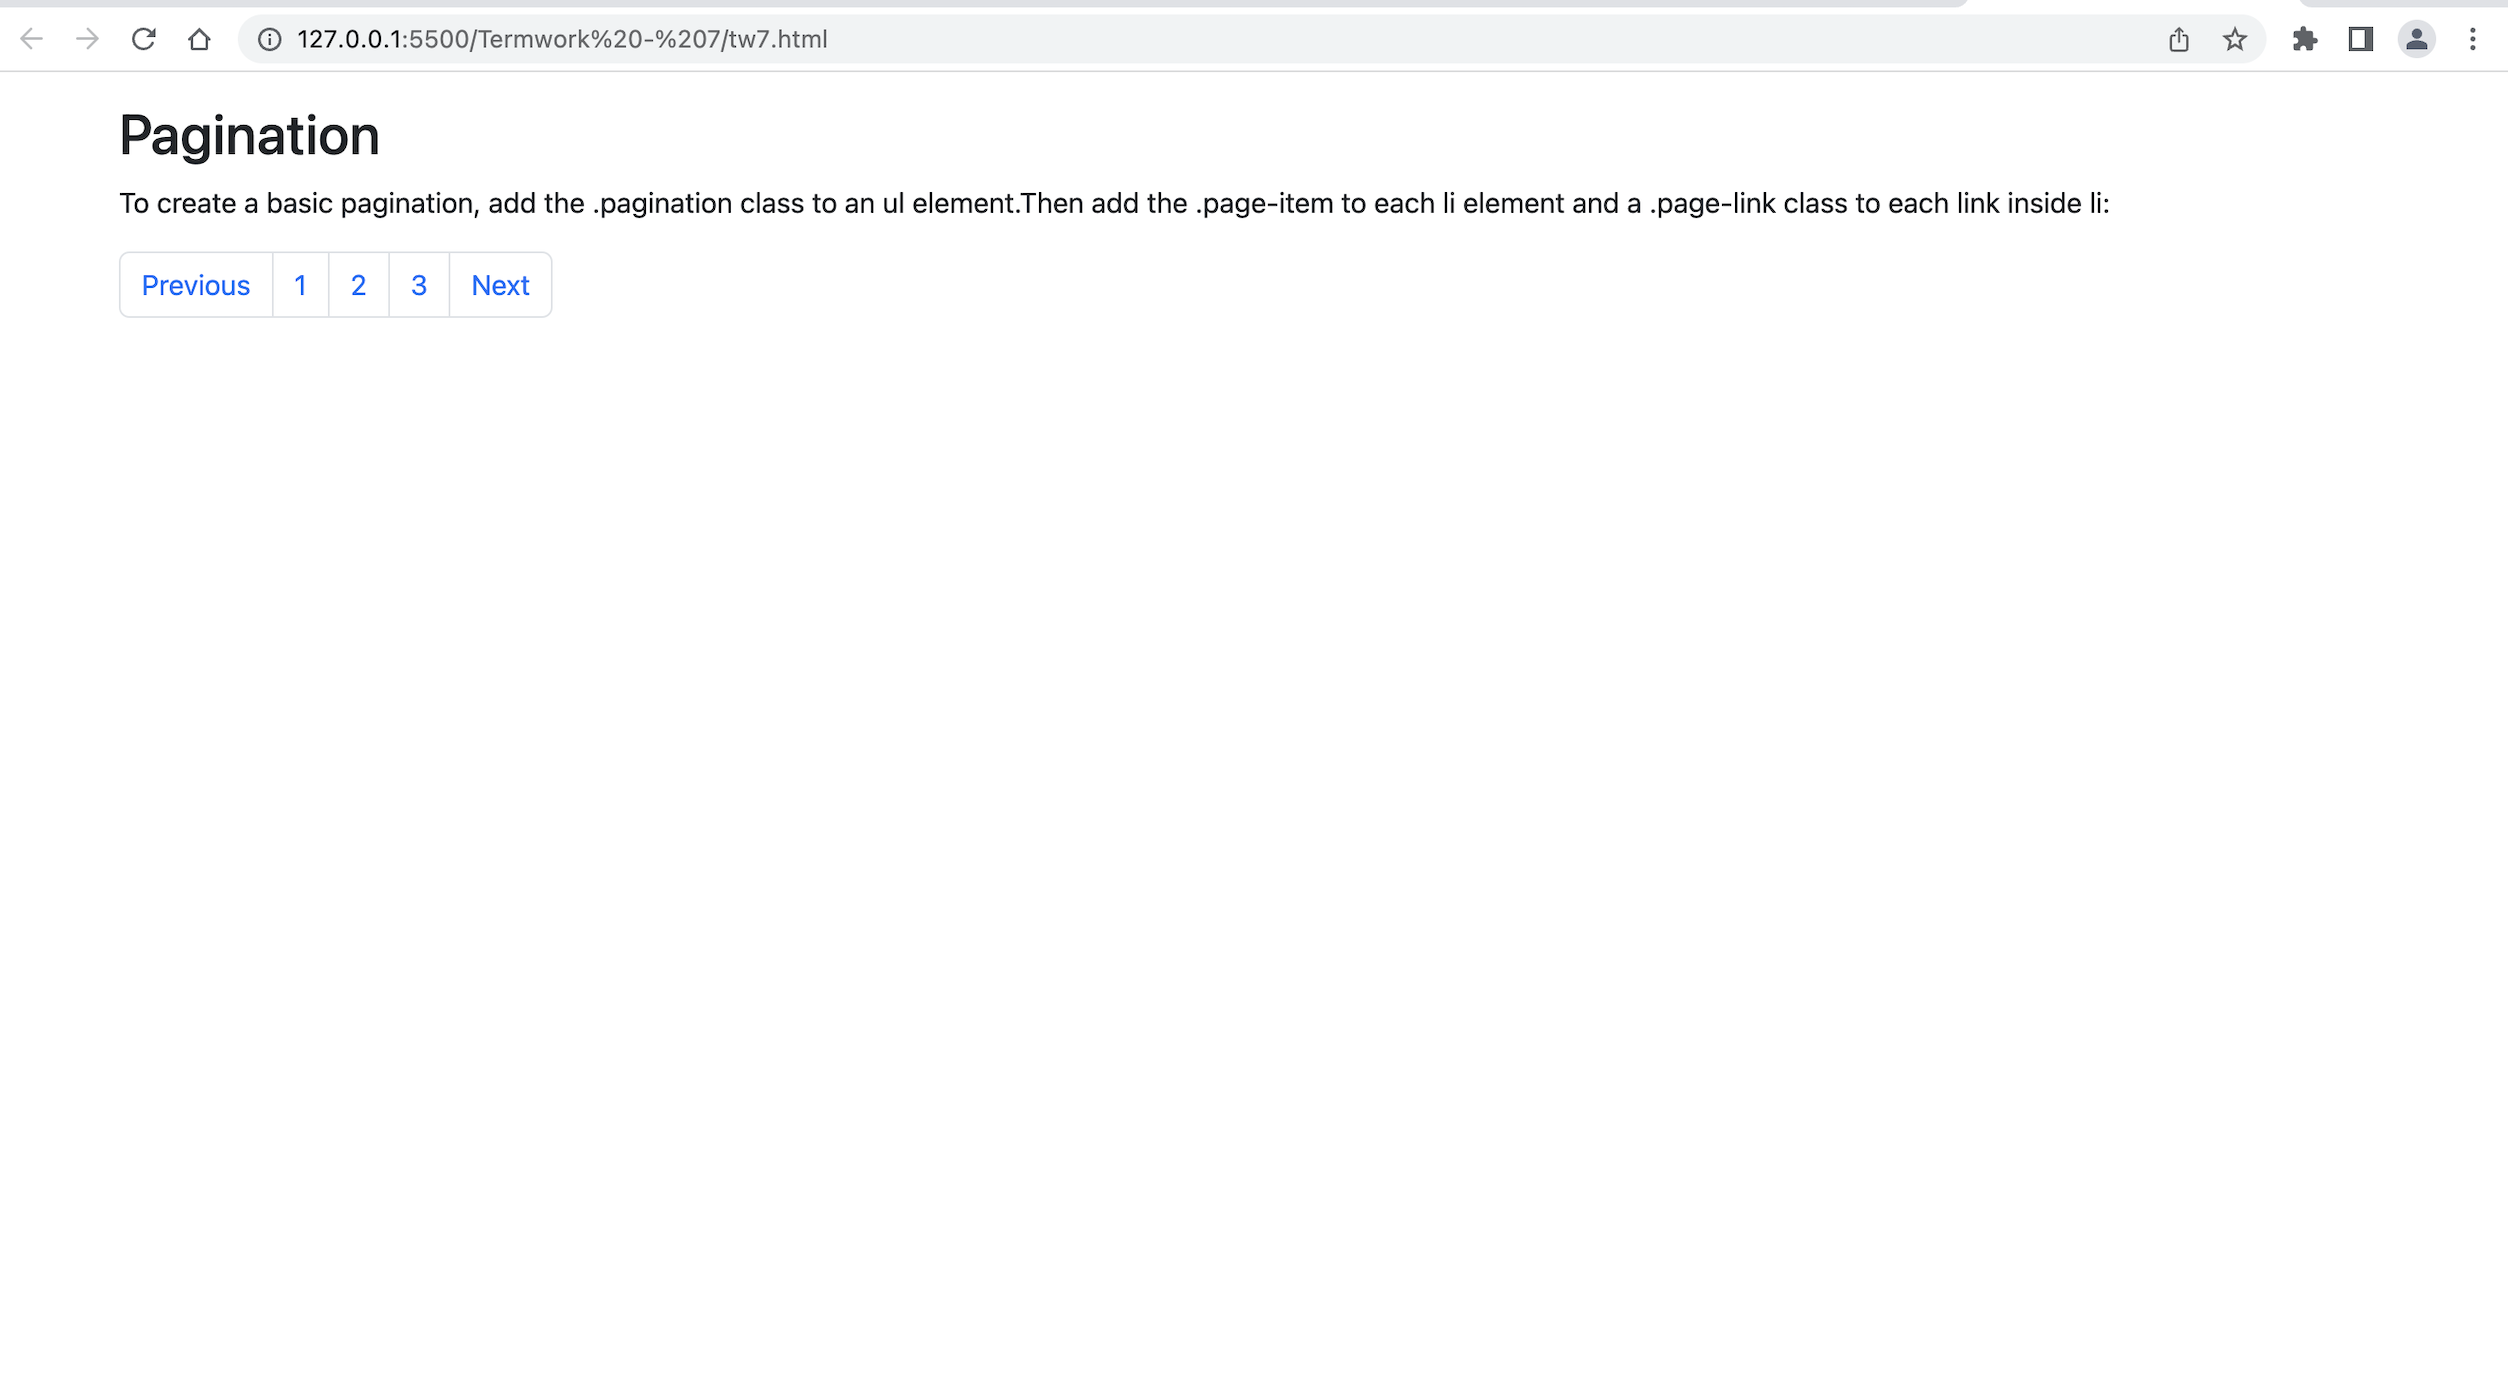 127.0.0.1:5500/Termwork%20-%207/tw7.html
Pagination
To create a basic pagination, add the .pagination class to an ul element.Then add the .page-item to each li element and a .page-link class to each link inside li:
Previous 1 2 3 Next